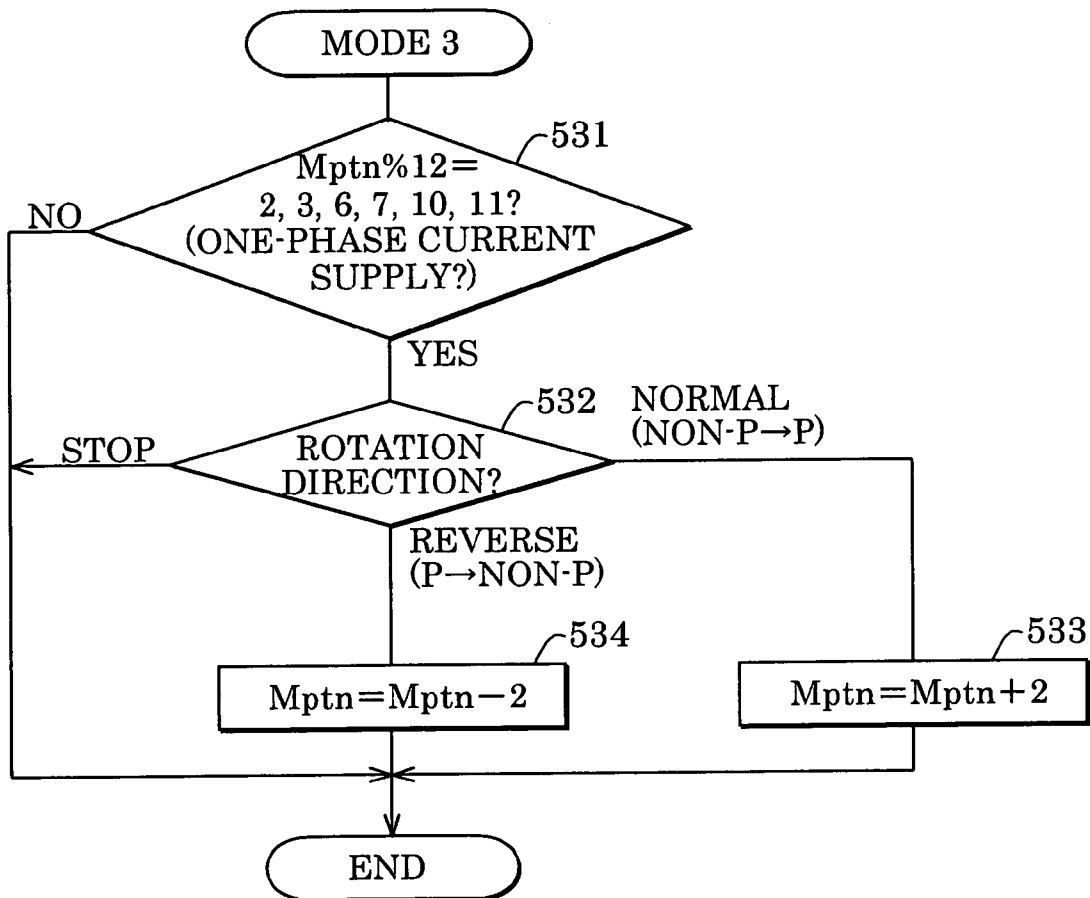 MODE 3
531
Mptn%12=
2, 3, 6, 7, 10, 11?
(ONE-PHASE CURRENT
SUPPLY?)
NO
YES
532
NORMAL
(NON-P→P)
STOP
ROTATION
DIRECTION?
REVERSE
(P→NON-P)
534
533
Mptn=Mptn−2
Mptn=Mptn+2
END